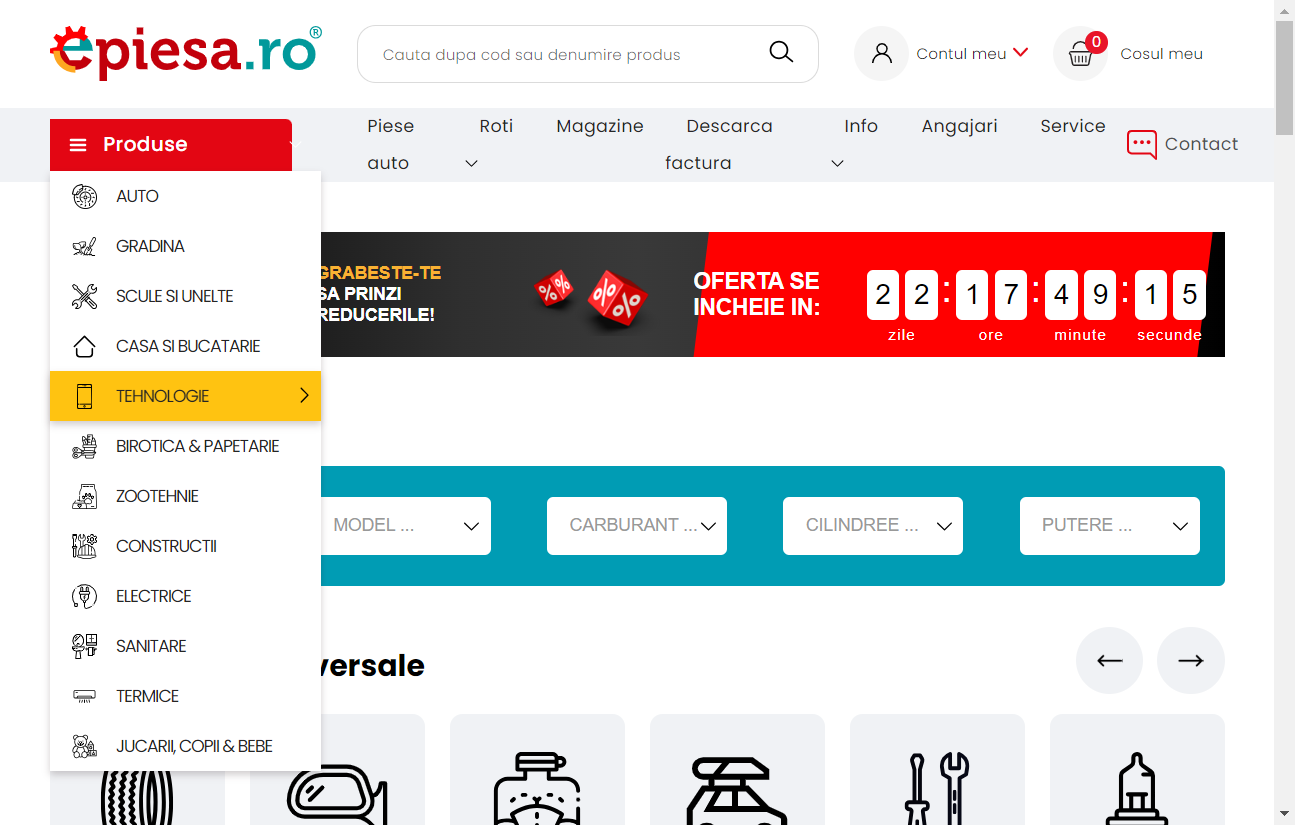 epiesa.ro®
Cauta dupa cod sau denumire produs
Contul meu
0
Cosul meu
Produse
Piese auto
Roti
Magazine
Descarca factura
Info
Angajari
Service
Contact
AUTO
GRADINA
SCULE SI UNELTE
CASA SI BUCATARIE
TEHNOLOGIE
BIROTICA & PAPETARIE
ZOOTEHNIE
CONSTRUCTII
ELECTRICE
SANITARE
TERMICE
JUCARII, COPII & BEBE
GRABESTE-TE
SA PRINZI
REDUCERILE!
%% %%
OFERTA SE
INCHEIE IN:
22:17:49:15
zile ore minute secunde
MODEL ...
CARBURANT ...
CILINDREE ...
PUTERE ...
versale